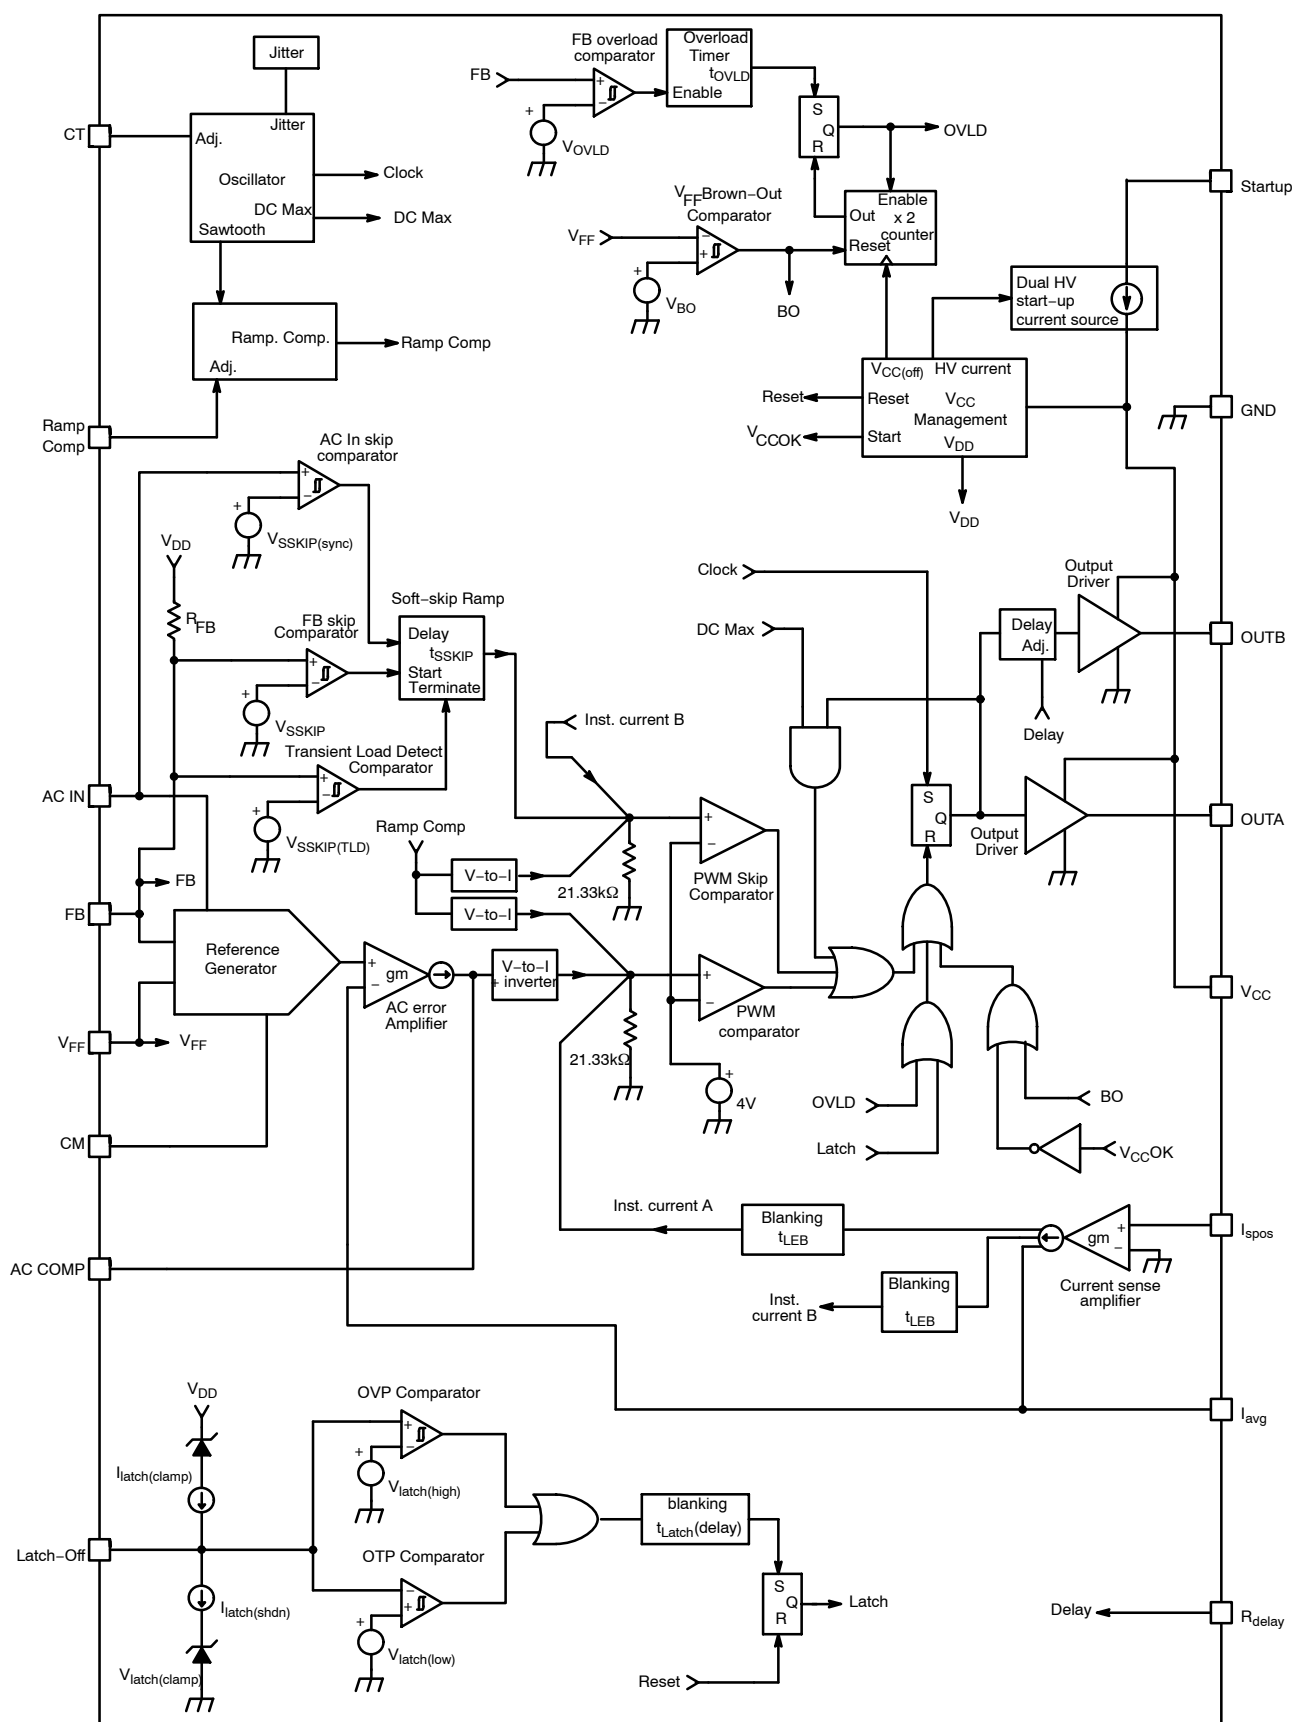 Jitter
CT
Adj.
Jitter
Oscillator
DC Max
Sawtooth
Clock
DC Max
Ramp. Comp.
Adj.
Ramp Comp
Ramp
Comp
FB overload
comparator
FB
+
−
+
VOVLD
Overload
Timer
tOVLD
Enable
S
Q
R
OVLD
VFF Brown−Out
Comparator
VFF
−
+
+
VBO
BO
Enable
Out
x 2
counter
Reset
Startup
Dual HV
start−up
current source
VCC(off)
HV current
Reset
Reset
VCC
Management
VCCOK
Start
VDD
VDD
GND
AC In skip
comparator
+
−
+
VSSKIP(sync)
VDD
RFB
FB skip
Comparator
+
−
+
VSSKIP
Soft−skip Ramp
Delay
tSSKIP
Start
Terminate
Transient Load Detect
Comparator
+
−
+
VSSKIP(TLD)
Clock
DC Max
Inst. current B
Output
Driver
Delay
Adj.
OUTB
Delay
AC IN
Ramp Comp
V−to−I
V−to−I
21.33kΩ
+
−
PWM Skip
Comparator
S
Q
R
Output
Driver
OUTA
FB
FB
Reference
Generator
+
−
gm
AC error
Amplifier
V−to−I
+ inverter
+
−
PWM
comparator
21.33kΩ
+
4V
VCC
VFF
VFF
CM
OVLD
Latch
BO
VCCOK
AC COMP
Inst. current A
Blanking
tLEB
Blanking
tLEB
Inst.
current B
gm
+
−
Current sense
amplifier
Ispos
Iavg
VDD
Ilatch(clamp)
Latch−Off
Ilatch(shdn)
Vlatch(clamp)
OVP Comparator
+
−
+
Vlatch(high)
OTP Comparator
−
+
+
Vlatch(low)
blanking
tLatch(delay)
S
Q
R
Latch
Reset
Delay
Rdelay